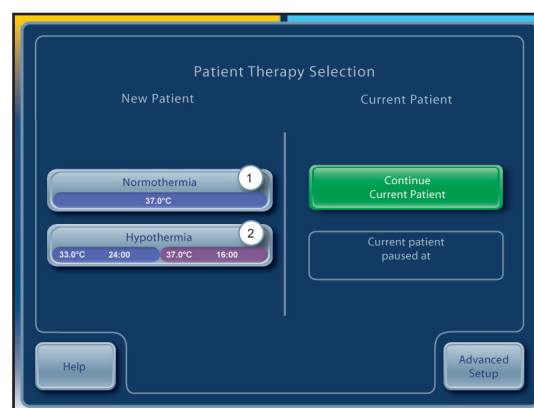 Patient Therapy Selection
New Patient
Current Patient
Normothermia
1
37.0°C
Hypothermia
2
33.0°C 24:00 37.0°C 16:00
Continue
Current Patient
Current patient
paused at
Help
Advanced
Setup